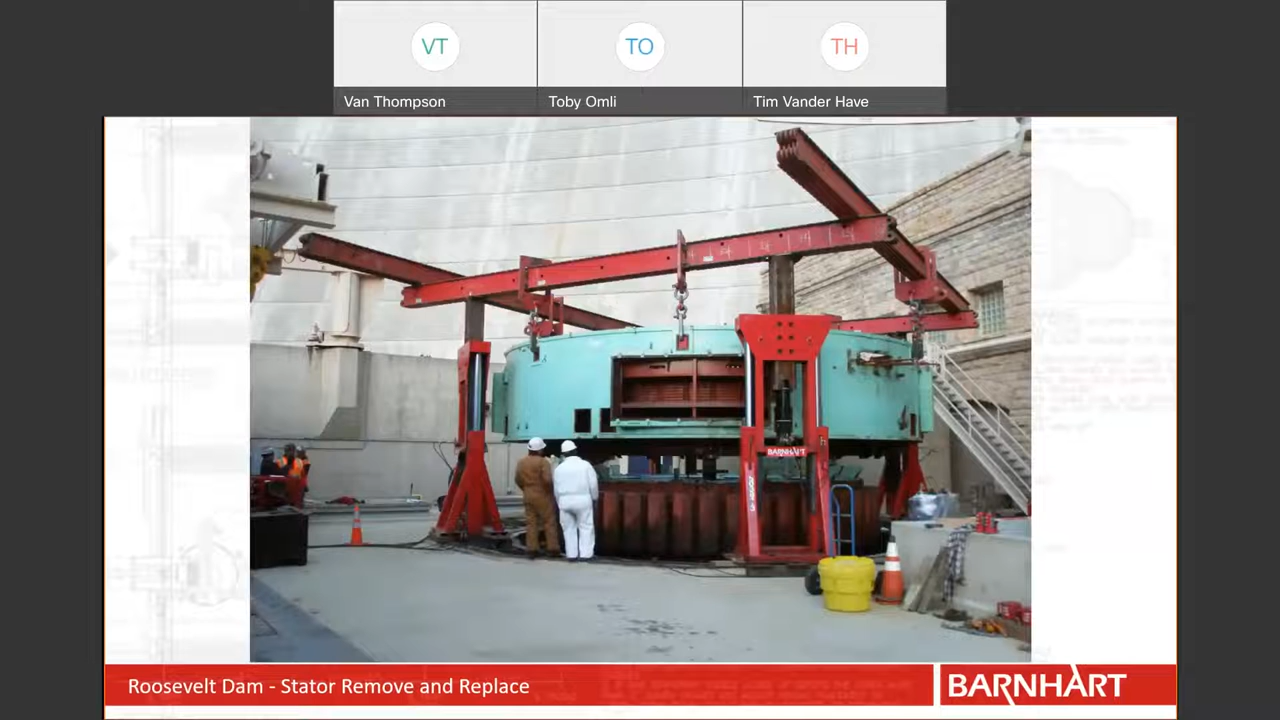 VT
TO
TH
Van Thompson
Toby Omli
Tim Vander Have
BARNHART
Roosevelt Dam - Stator Remove and Replace
BARNHART